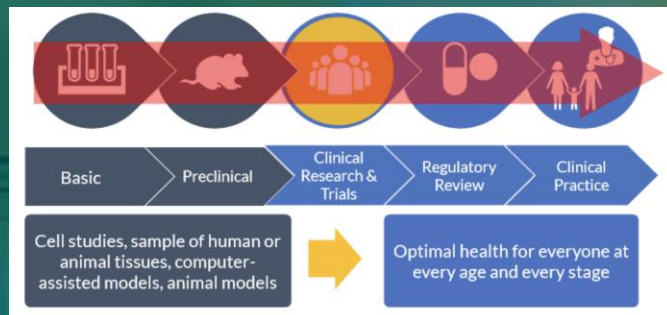 Basic
Preclinical
Clinical
Research &
Trials
Regulatory
Review
Clinical
Practice
Cell studies, sample of human or
animal tissues, computer-
assisted models, animal models
Optimal health for everyone at
every age and every stage